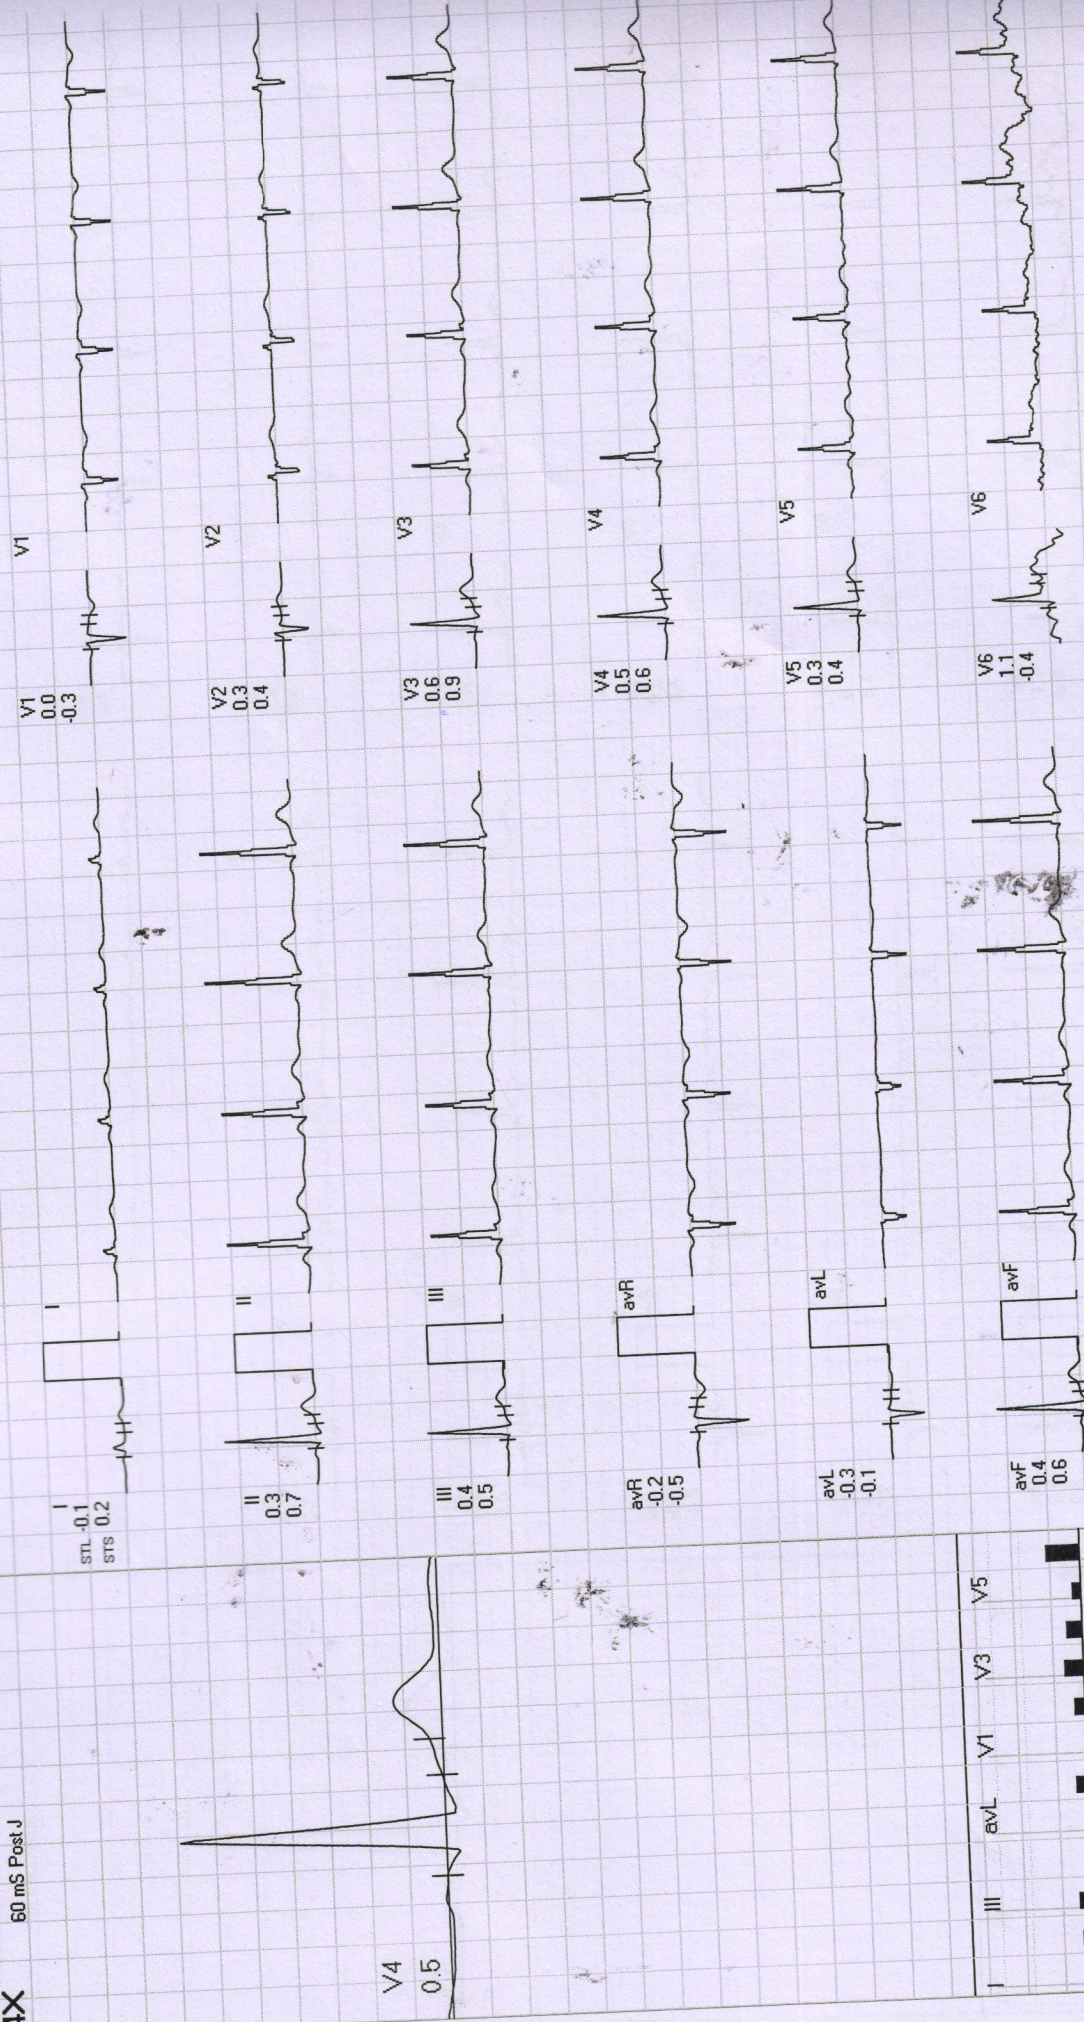 4X
60 mS Post J
V4
0.5
I
III
avL
V1
V3
V5
I
STL -0.1
STS 0.2
I
II
0.3
0.7
II
III
0.4
0.5
III
avR
-0.2
-0.5
avR
avL
-0.3
-0.1
avL
avF
0.4
0.6
avF
V1
0.0
-0.3
V1
V2
0.3
0.4
V2
V3
0.6
0.9
V3
V4
0.5
0.6
V4
V5
0.3
0.4
V5
V6
1.1
-0.4
V6